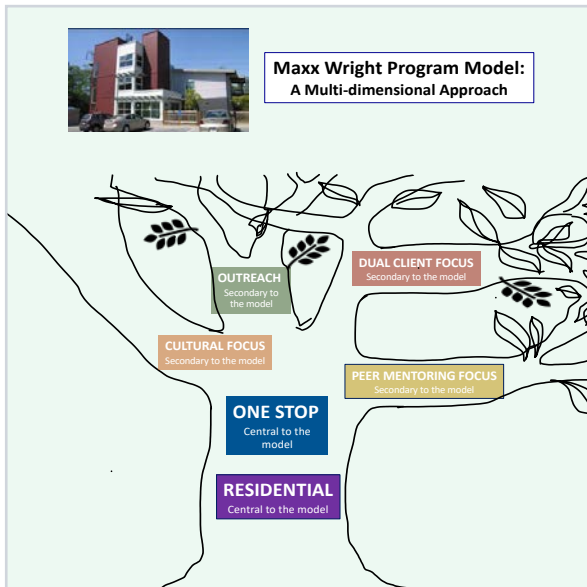 Maxx Wright Program Model:
A Multi-dimensional Approach
OUTREACH
Secondary to
the model
DUAL CLIENT FOCUS
Secondary to the model
CULTURAL FOCUS
Secondary to the model
PEER MENTORING FOCUS
Secondary to the model
ONE STOP
Central to the
model
RESIDENTIAL
Central to the model